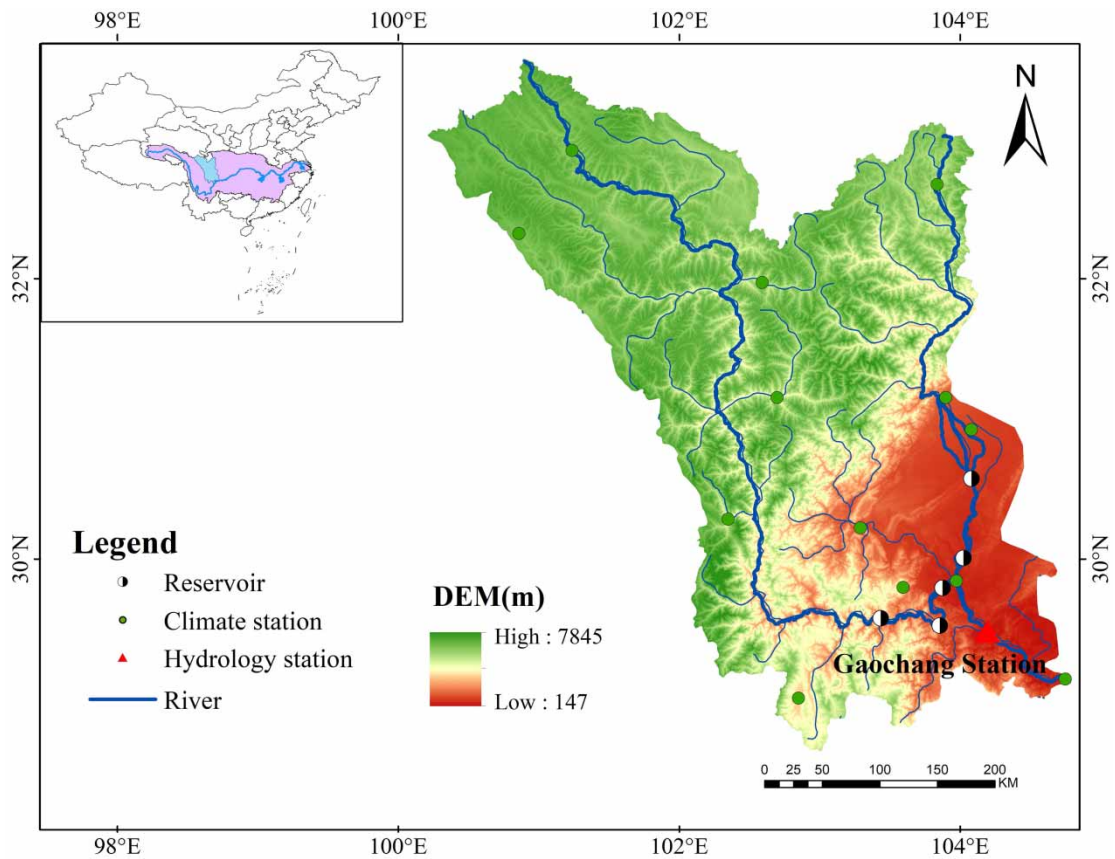 98°E 100°E 102°E 104°E
N
32°N 32°N
30°N 30°N
Legend
Reservoir
Climate station
Hydrology station
River
DEM(m)
High : 7845
Low : 147
Gaochang Station
0 25 50 100 150 200
KM
98°E 100°E 102°E 104°E